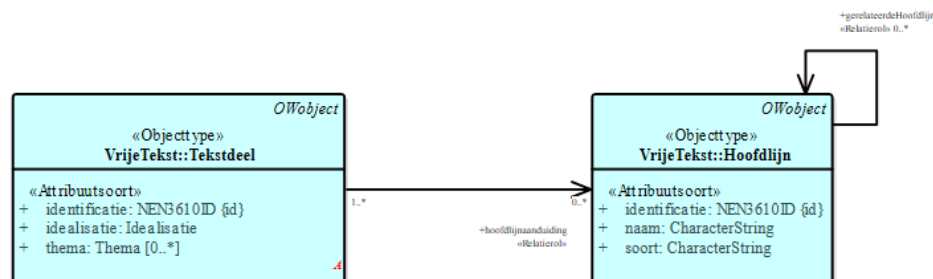 +gerelateerdeHoofdlijn
«Relatierol» 0..*
OWobject
«Objecttype»
VrijeTekst::Tekstdeel
«Attribuutsoort»
+ identificatie: NEN3610ID {id}
+ idealisatie: Idealisatie
+ thema: Thema [0..*]
A
1..*
0..*
+hoofdlijnaanduiding
«Relatierol»
OWobject
«Objecttype»
VrijeTekst::Hoofdlijn
«Attribuutsoort»
+ identificatie: NEN3610ID {id}
+ naam: CharacterString
+ soort: CharacterString